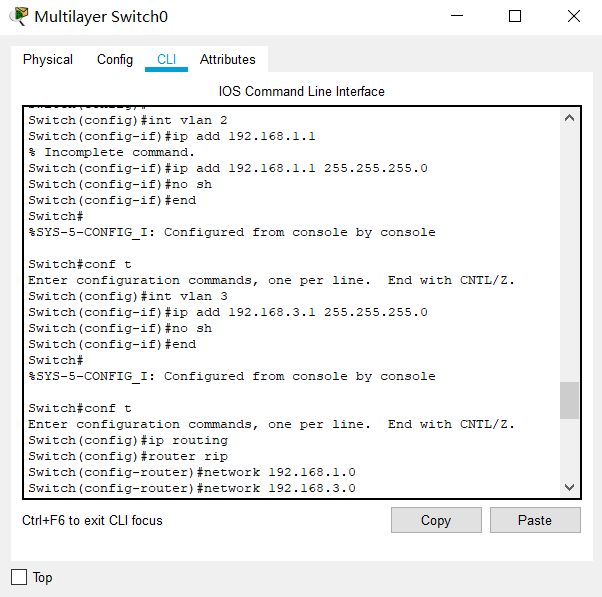 Multilayer Switch0
Physical Config CLI Attributes
IOS Command Line Interface
Switch(config)#
Switch(config)#int vlan 2
Switch(config-if)#ip add 192.168.1.1
% Incomplete command.
Switch(config-if)#ip add 192.168.1.1 255.255.255.0
Switch(config-if)#no sh
Switch(config-if)#end
Switch#
%SYS-5-CONFIG_I: Configured from console by console
Switch#conf t
Enter configuration commands, one per line.  End with CNTL/Z.
Switch(config)#int vlan 3
Switch(config-if)#ip add 192.168.3.1 255.255.255.0
Switch(config-if)#no sh
Switch(config-if)#end
Switch#
%SYS-5-CONFIG_I: Configured from console by console
Switch#conf t
Enter configuration commands, one per line.  End with CNTL/Z.
Switch(config)#ip routing
Switch(config)#router rip
Switch(config-router)#network 192.168.1.0
Switch(config-router)#network 192.168.3.0
Ctrl+F6 to exit CLI focus
Copy Paste
Top